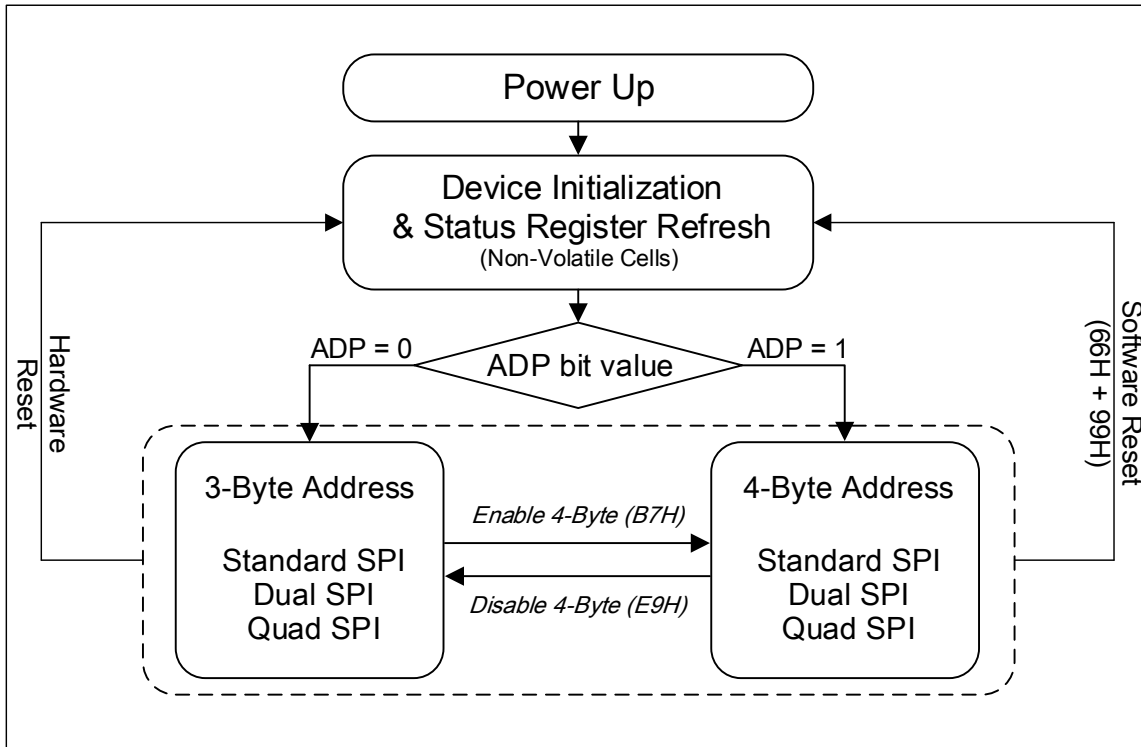 Power Up
Device Initialization
& Status Register Refresh
(Non-Volatile Cells)
Hardware
Reset
Software Reset
(66H + 99H)
ADP = 0
ADP bit value
ADP = 1
3-Byte Address
Standard SPI
Dual SPI
Quad SPI
Enable 4-Byte (B7H)
Disable 4-Byte (E9H)
4-Byte Address
Standard SPI
Dual SPI
Quad SPI